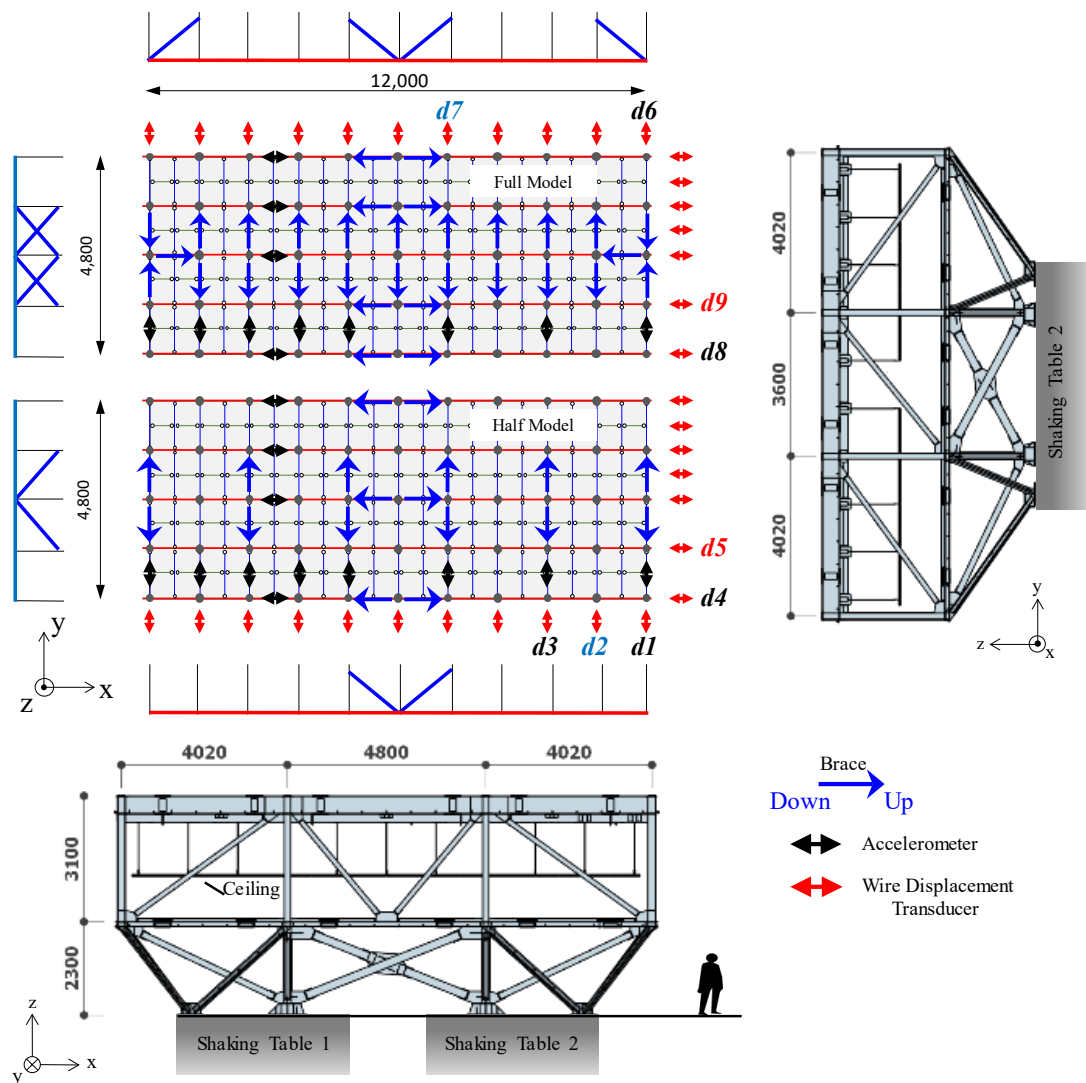 12,000
d7
d6
Full Model
4,800
d9
d8
Half Model
4,800
d5
d4
d3 d2 d1
y
z
x
4020
3600
4020
Shaking Table 2
y
z
x
4020 4800 4020
3100
2300
Ceiling
Shaking Table 1
Shaking Table 2
z
y
x
Brace
Down Up
Accelerometer
Wire Displacement
Transducer